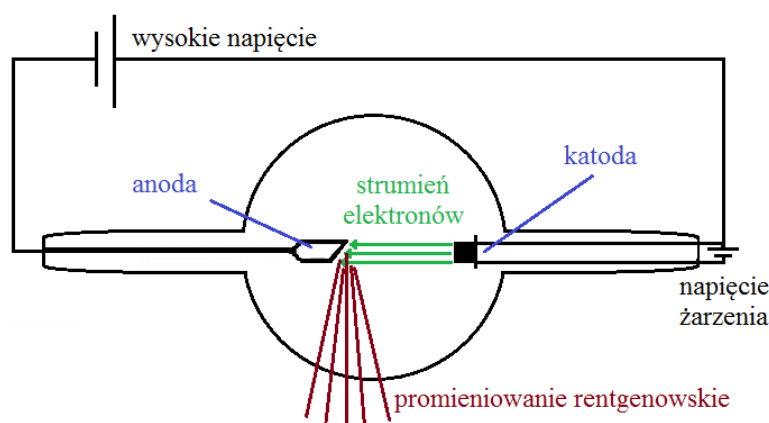 wysokie napięcie
anoda
strumień
elektronów
katoda
napięcie
żarzenia
promieniowanie rentgenowskie